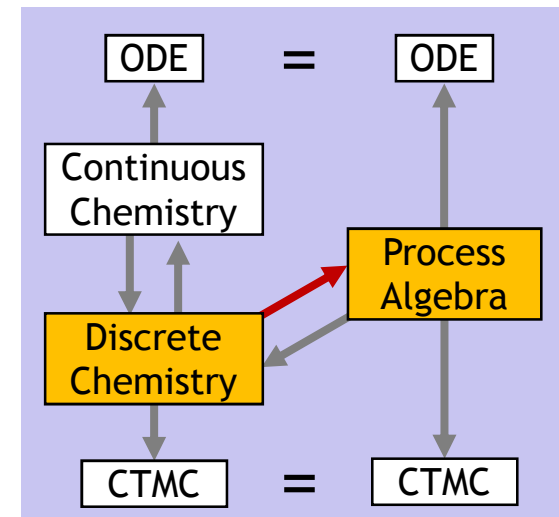 ODE = ODE
Continuous
Chemistry
Process
Algebra
Discrete
Chemistry
CTMC = CTMC